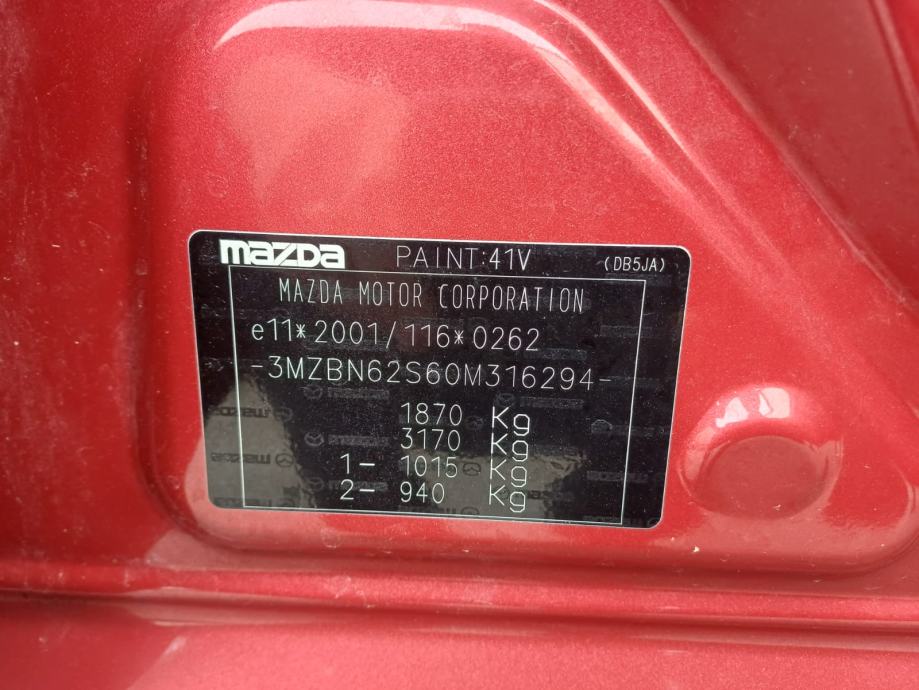 mazda PAINT:41V (DB5JA)
MAZDA MOTOR CORPORATION
e11*2001/116*0262
-3MZBN62S60M316294-
1870 Kg
3170 Kg
1- 1015 Kg
2- 940 Kg